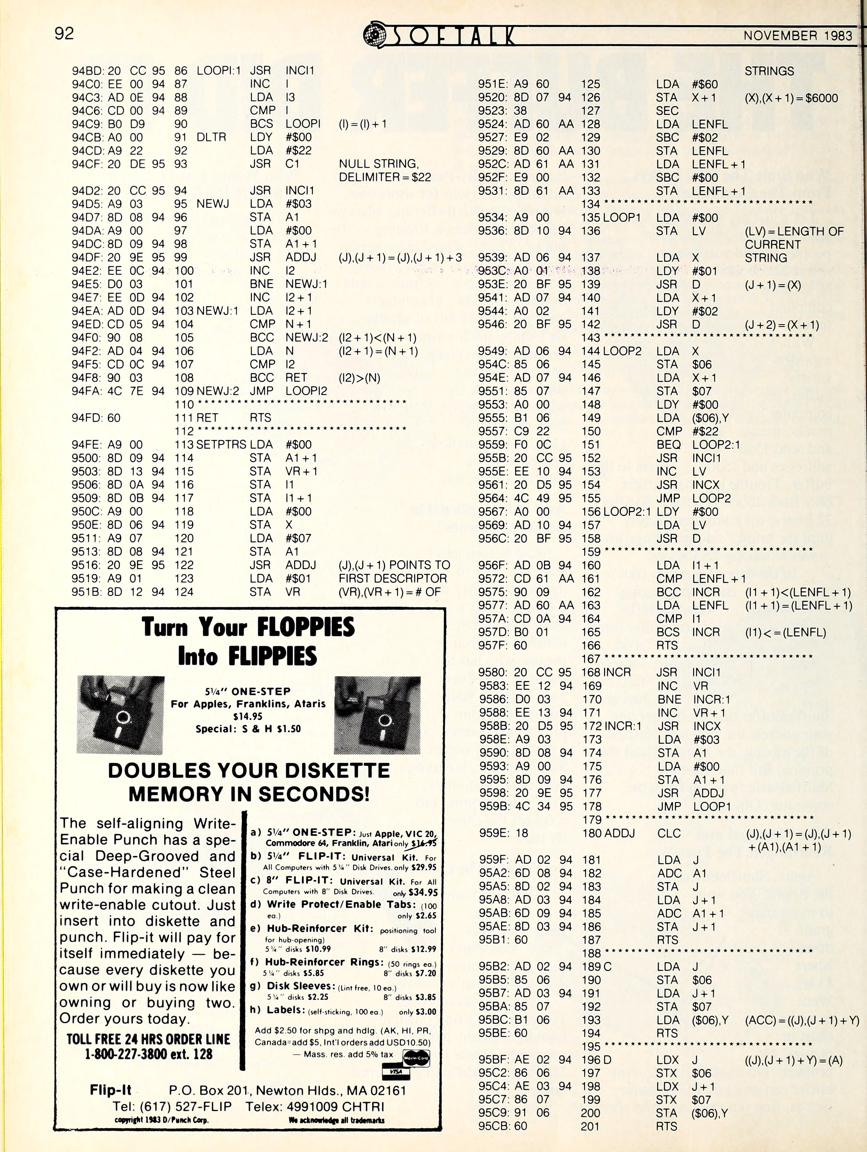 92
SOFTALK
NOVEMBER 1983
94BD: 20 CC 95 86 LOOPI:1 JSR INCI1
94C0: EE 00 94 87 INC I
94C3: AD 0E 94 88 LDA I3
94C6: CD 00 94 89 CMP I
94C9: B0 D9 90 BCS LOOPI (I) = (I) + 1
94CB: A0 00 91 DLTR LDY #$00
94CD: A9 22 92 LDA #$22
94CF: 20 DE 95 93 JSR C1 NULL STRING,
DELIMITER = $22
94D2: 20 CC 95 94 JSR INCI1
94D5: A9 03 95 NEWJ LDA #$03
94D7: 8D 08 94 96 STA A1
94DA: A9 00 97 LDA #$00
94DC: 8D 09 94 98 STA A1 + 1
94DF: 20 9E 95 99 JSR ADDJ (J),(J + 1) = (J),(J + 1) + 3
94E2: EE 0C 94 100 INC I2
94E5: D0 03 101 BNE NEWJ:1
94E7: EE 0D 94 102 INC I2 + 1
94EA: AD 0D 94 103 NEWJ:1 LDA I2 + 1
94ED: CD 05 94 104 CMP N + 1
94F0: 90 08 105 BCC NEWJ:2 (I2 + 1)<(N + 1)
94F2: AD 04 94 106 LDA N (I2 + 1) = (N + 1)
94F5: CD 0C 94 107 CMP I2
94F8: 90 03 108 BCC RET (I2)>(N)
94FA: 4C 7E 94 109 NEWJ:2 JMP LOOPI2
110 ******************************
94FD: 60 111 RET RTS
112 ******************************
94FE: A9 00 113 SETPTRS LDA #$00
9500: 8D 09 94 114 STA A1 + 1
9503: 8D 13 94 115 STA VR + 1
9506: 8D 0A 94 116 STA I1
9509: 8D 0B 94 117 STA I1 + 1
950C: A9 00 118 LDA #$00
950E: 8D 06 94 119 STA X
9511: A9 07 120 LDA #$07
9513: 8D 08 94 121 STA A1
9516: 20 9E 95 122 JSR ADDJ (J),(J + 1) POINTS TO
9519: A9 01 123 LDA #$01 FIRST DESCRIPTOR
951B: 8D 12 94 124 STA VR (VR),(VR + 1) = # OF
STRINGS
951E: A9 60 125 LDA #$60
9520: 8D 07 94 126 STA X + 1 (X),(X + 1) = $6000
9523: 38 127 SEC
9524: AD 60 AA 128 LDA LENFL
9527: E9 02 129 SBC #$02
9529: 8D 60 AA 130 STA LENFL
952C: AD 61 AA 131 LDA LENFL + 1
952F: E9 00 132 SBC #$00
9531: 8D 61 AA 133 STA LENFL + 1
134 ******************************
9534: A9 00 135 LOOP1 LDA #$00
9536: 8D 10 94 136 STA LV (LV) = LENGTH OF
CURRENT
9539: AD 06 94 137 LDA X STRING
953C: A0 01 138 LDY #$01
953E: 20 BF 95 139 JSR D (J + 1) = (X)
9541: AD 07 94 140 LDA X + 1
9544: A0 02 141 LDY #$02
9546: 20 BF 95 142 JSR D (J + 2) = (X + 1)
143 ******************************
9549: AD 06 94 144 LOOP2 LDA X
954C: 85 06 145 STA $06
954E: AD 07 94 146 LDA X + 1
9551: 85 07 147 STA $07
9553: A0 00 148 LDY #$00
9555: B1 06 149 LDA ($06),Y
9557: C9 22 150 CMP #$22
9559: F0 0C 151 BEQ LOOP2:1
955B: 20 CC 95 152 JSR INCI1
955E: EE 10 94 153 INC LV
9561: 20 D5 95 154 JSR INCX
9564: 4C 49 95 155 JMP LOOP2
9567: A0 00 156 LOOP2:1 LDY #$00
9569: AD 10 94 157 LDA LV
956C: 20 BF 95 158 JSR D
159 ******************************
956F: AD 0B 94 160 LDA I1 + 1
9572: CD 61 AA 161 CMP LENFL + 1
9575: 90 09 162 BCC INCR (I1 + 1)<(LENFL + 1)
9577: AD 60 AA 163 LDA LENFL (I1 + 1) = (LENFL + 1)
957A: CD 0A 94 164 CMP I1
957D: B0 01 165 BCS INCR (I1)< = (LENFL)
957F: 60 166 RTS
167 ******************************
9580: 20 CC 95 168 INCR JSR INCI1
9583: EE 12 94 169 INC VR
9586: D0 03 170 BNE INCR:1
9588: EE 13 94 171 INC VR + 1
958B: 20 D5 95 172 INCR:1 JSR INCX
958E: A9 03 173 LDA #$03
9590: 8D 08 94 174 STA A1
9593: A9 00 175 LDA #$00
9595: 8D 09 94 176 STA A1 + 1
9598: 20 9E 95 177 JSR ADDJ
959B: 4C 34 95 178 JMP LOOP1
179 ******************************
959E: 18 180 ADDJ CLC (J),(J + 1) = (J),(J + 1)
+ (A1),(A1 + 1)
959F: AD 02 94 181 LDA J
95A2: 6D 08 94 182 ADC A1
95A5: 8D 02 94 183 STA J
95A8: AD 03 94 184 LDA J + 1
95AB: 6D 09 94 185 ADC A1 + 1
95AE: 8D 03 94 186 STA J + 1
95B1: 60 187 RTS
188 ******************************
95B2: AD 02 94 189 C LDA J
95B5: 85 06 190 STA $06
95B7: AD 03 94 191 LDA J + 1
95BA: 85 07 192 STA $07
95BC: B1 06 193 LDA ($06),Y (ACC) = ((J),(J + 1) + Y)
95BE: 60 194 RTS
195 ******************************
95BF: AE 02 94 196 D LDX J ((J),(J + 1) + Y) = (A)
95C2: 86 06 197 STX $06
95C4: AE 03 94 198 LDX J + 1
95C7: 86 07 199 STX $07
95C9: 91 06 200 STA ($06),Y
95CB: 60 201 RTS
Turn Your FLOPPIES
Into FLIPPIES
5¼" ONE-STEP
For Apples, Franklins, Ataris
$14.95
Special: S & H $1.50
DOUBLES YOUR DISKETTE
MEMORY IN SECONDS!
The self-aligning Write-
Enable Punch has a spe-
cial Deep-Grooved and
"Case-Hardened" Steel
Punch for making a clean
write-enable cutout. Just
insert into diskette and
punch. Flip-it will pay for
itself immediately — be-
cause every diskette you
own or will buy is now like
owning or buying two.
Order yours today.
TOLL FREE 24 HRS ORDER LINE
1-800-227-3800 ext. 128
a) 5¼" ONE-STEP: Just Apple, VIC 20,
Commodore 64, Franklin, Atari only $16.95
b) 5¼" FLIP-IT: Universal Kit. For
All Computers with 5¼" Disk Drives. only $29.95
c) 8" FLIP-IT: Universal Kit. For All
Computers with 8" Disk Drives. only $34.95
d) Write Protect/Enable Tabs: (100
ea.) only $2.65
e) Hub-Reinforcer Kit: positioning tool
for hub-opening)
5¼" disks $10.99 8" disks $12.99
f) Hub-Reinforcer Rings: (50 rings ea.)
5¼" disks $5.85 8" disks $7.20
g) Disk Sleeves: (Lint free, 10 ea.)
5¼" disks $2.25 8" disks $3.85
h) Labels: (self-sticking, 100 ea.) only $3.00
Add $2.50 for shpg and hdlg. (AK, HI, PR,
Canada=add $5, Int'l orders add USD10.50)
— Mass. res. add 5% tax
MasterCard
VISA
Flip-It P.O. Box 201, Newton Hlds., MA 02161
Tel: (617) 527-FLIP Telex: 4991009 CHTRI
copyright 1983 D/Punch Corp. We acknowledge all trademarks